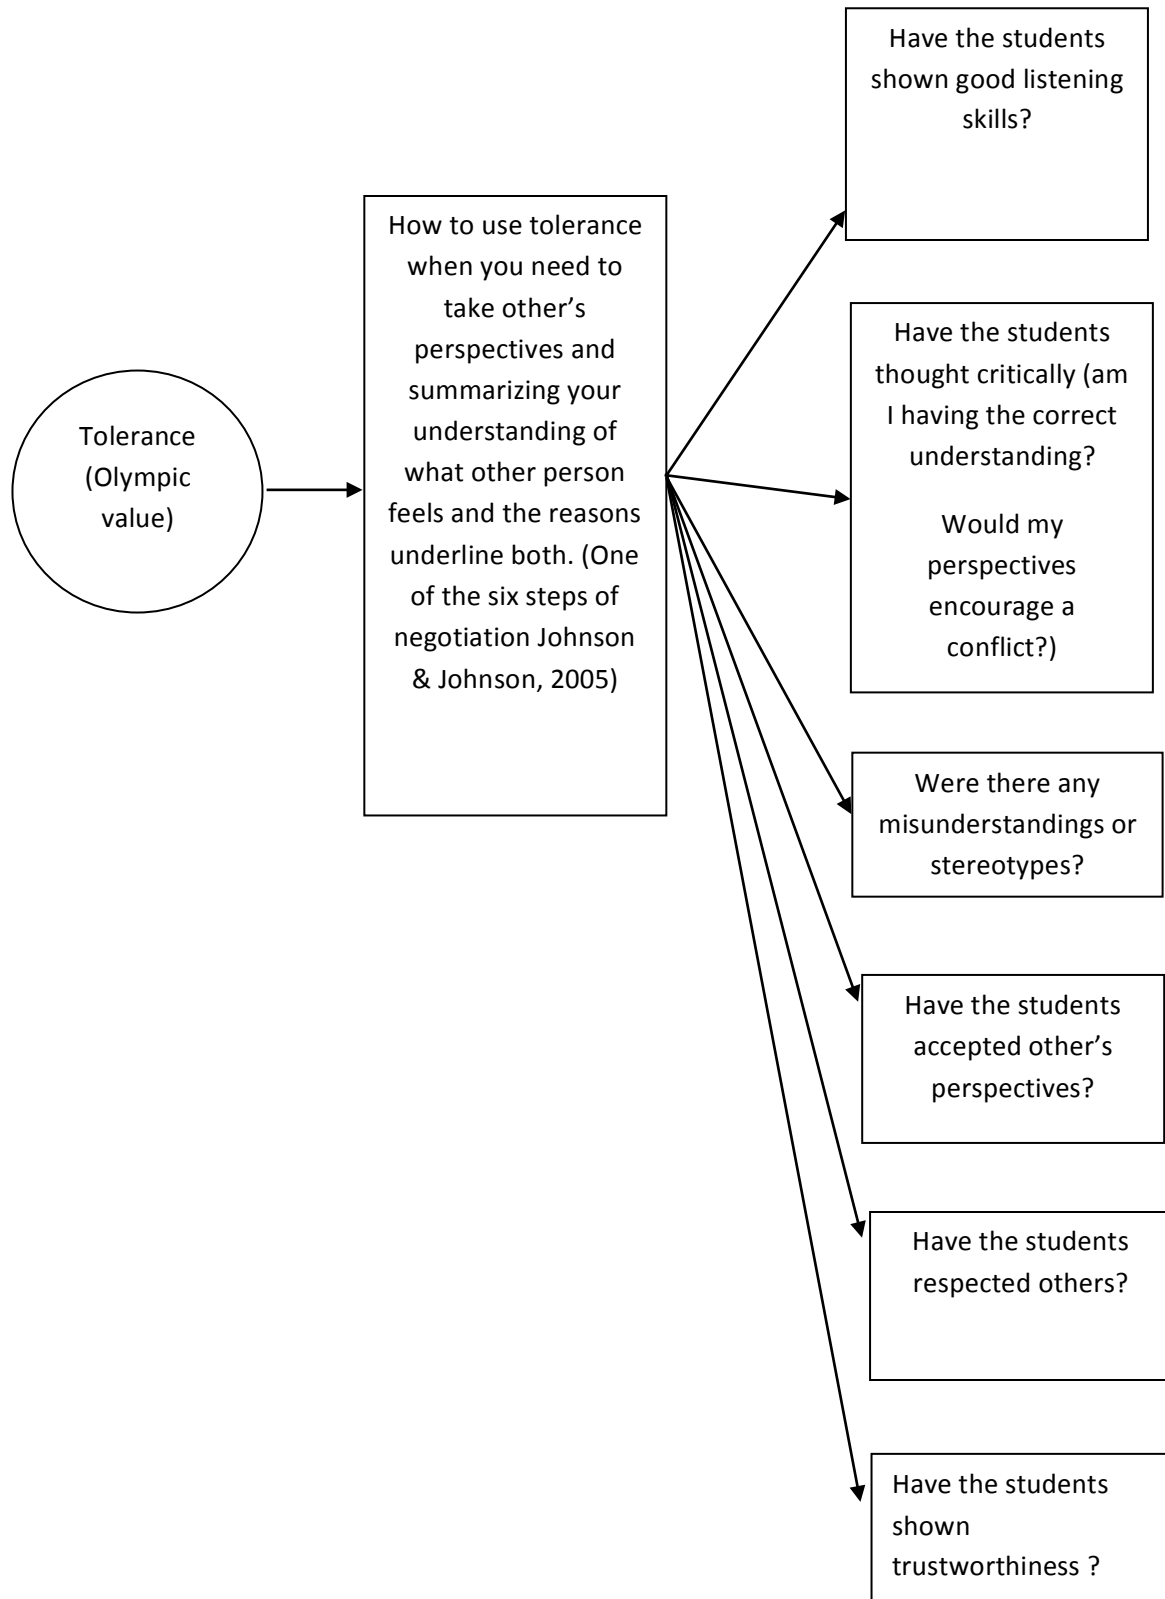 Tolerance
(Olympic
value)
How to use tolerance
when you need to
take other’s
perspectives and
summarizing your
understanding of
what other person
feels and the reasons
underline both. (One
of the six steps of
negotiation Johnson
& Johnson, 2005)
Have the students
shown good listening
skills?
Have the students
thought critically (am
I having the correct
understanding?
Would my
perspectives
encourage a
conflict?)
Were there any
misunderstandings or
stereotypes?
Have the students
accepted other’s
perspectives?
Have the students
respected others?
Have the students
shown
trustworthiness ?